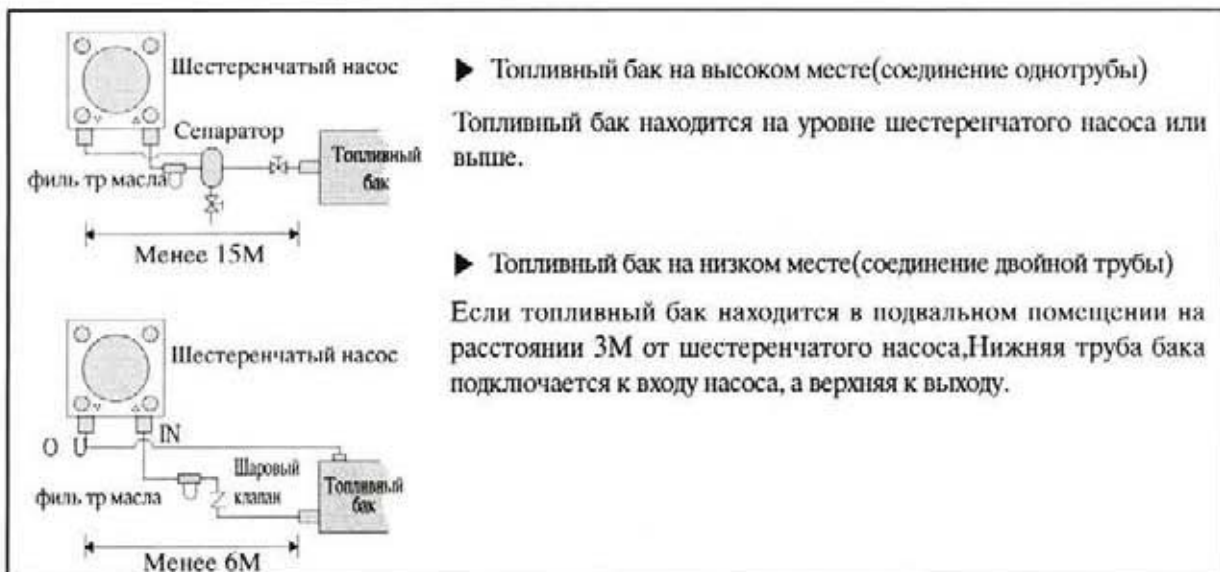 Шестеренчатый насос
Сепаратор
филь тр масла
Топливный
бак
Менее 15М
▶ Топливный бак на высоком месте(соединение однотрубы)
Топливный бак находится на уровне шестеренчатого насоса или
выше.
Шестеренчатый насос
O U
IN
филь тр масла
Шаровый
клапан
Топливный
бак
Менее 6М
▶ Топливный бак на низком месте(соединение двойной трубы)
Если топливный бак находится в подвальном помещении на
расстоянии 3М от шестеренчатого насоса,Нижняя труба бака
подключается к входу насоса, а верхняя к выходу.